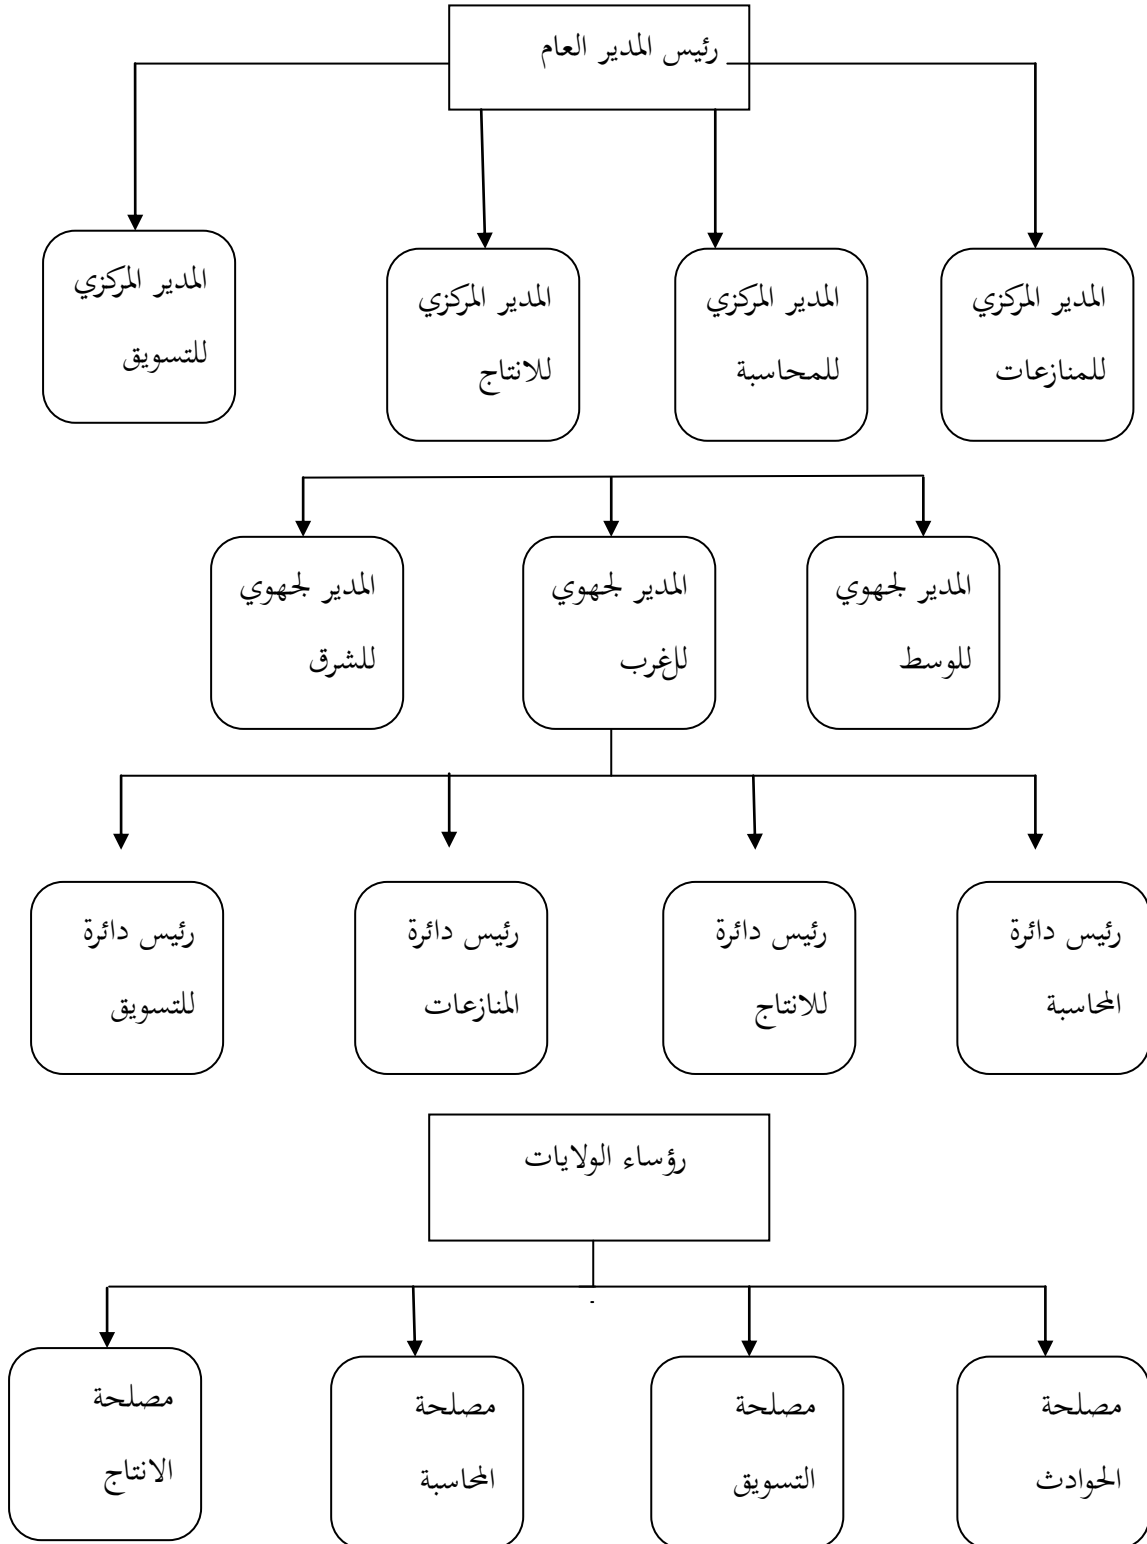 رئيس المدير العام
المدير المركزي
للمنازعات
المدير المركزي
للمحاسبة
المدير المركزي
للانتاج
المدير المركزي
للتسويق
المدير لجهوي
للوسط
المدير لجهوي
للغرب
المدير لجهوي
للشرق
رئيس دائرة
المحاسبة
رئيس دائرة
للانتاج
رئيس دائرة
المنازعات
رئيس دائرة
للتسويق
رؤساء الولايات
مصلحة
الحوادث
مصلحة
التسويق
مصلحة
المحاسبة
مصلحة
الانتاج